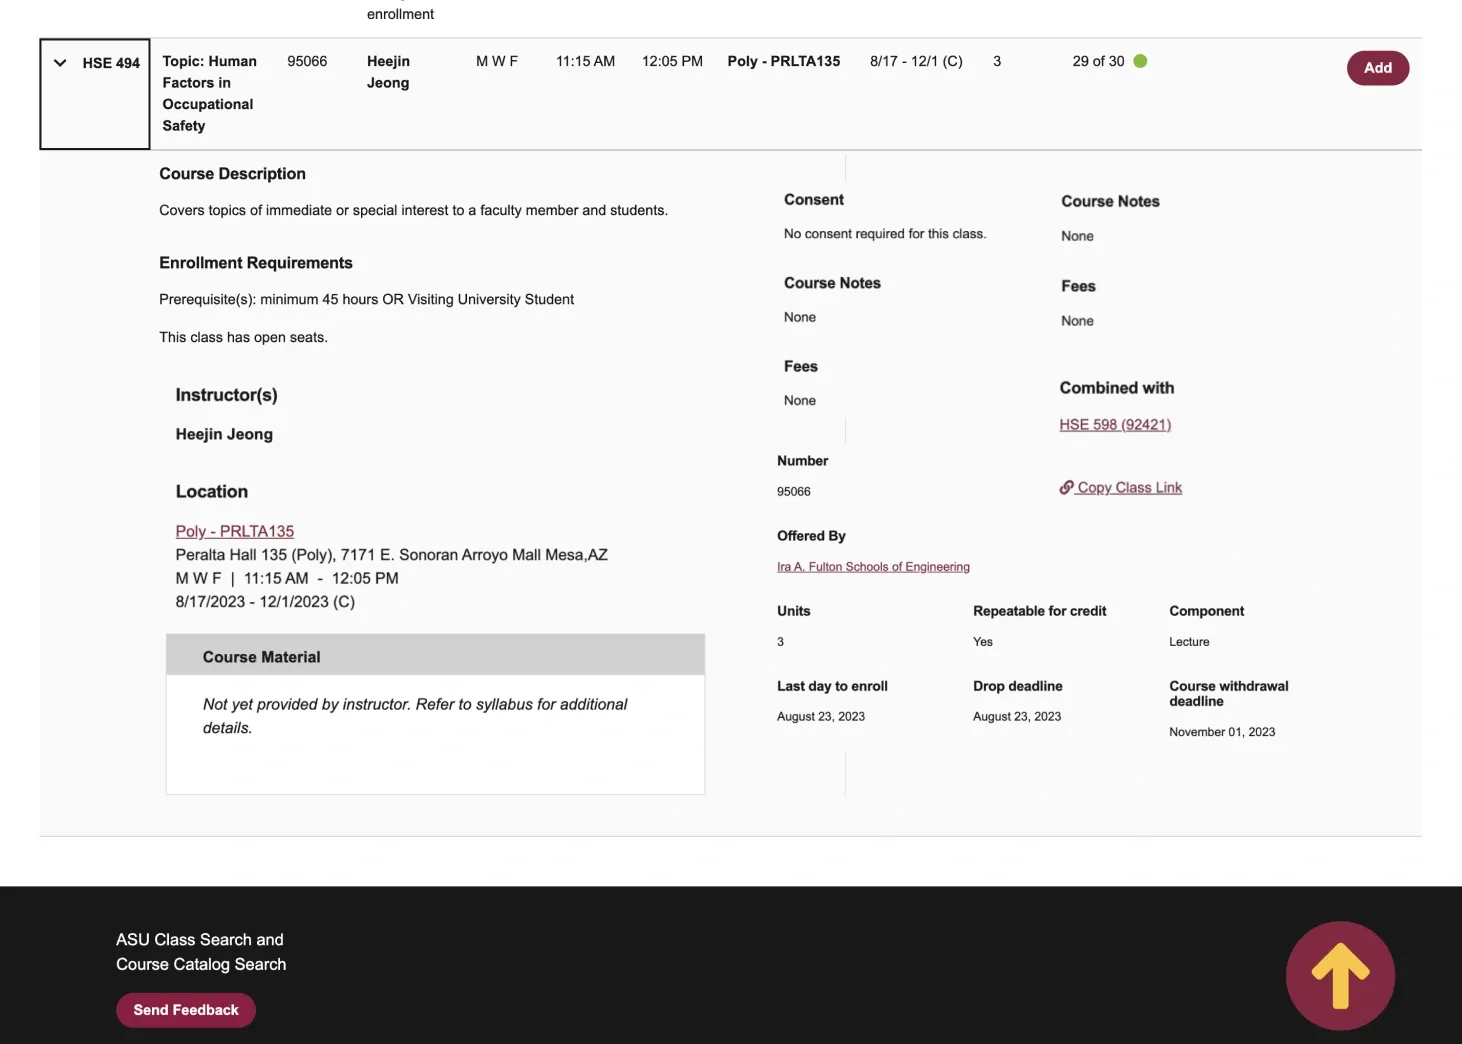 enrollment
HSE 494
Topic: Human
Factors in
Occupational
Safety
95066
Heejin
Jeong
M W F
11:15 AM
12:05 PM
Poly - PRLTA135
8/17 - 12/1 (C)
3
29 of 30
Add
Course Description
Covers topics of immediate or special interest to a faculty member and students.
Enrollment Requirements
Prerequisite(s): minimum 45 hours OR Visiting University Student
This class has open seats.
Instructor(s)
Heejin Jeong
Location
Poly - PRLTA135
Peralta Hall 135 (Poly), 7171 E. Sonoran Arroyo Mall Mesa,AZ
M W F | 11:15 AM - 12:05 PM
8/17/2023 - 12/1/2023 (C)
Course Material
Not yet provided by instructor. Refer to syllabus for additional
details.
Consent
No consent required for this class.
Course Notes
None
Fees
None
Course Notes
None
Fees
None
Combined with
HSE 598 (92421)
Copy Class Link
Number
95066
Offered By
Ira A. Fulton Schools of Engineering
Units
3
Repeatable for credit
Yes
Component
Lecture
Last day to enroll
August 23, 2023
Drop deadline
August 23, 2023
Course withdrawal
deadline
November 01, 2023
ASU Class Search and
Course Catalog Search
Send Feedback